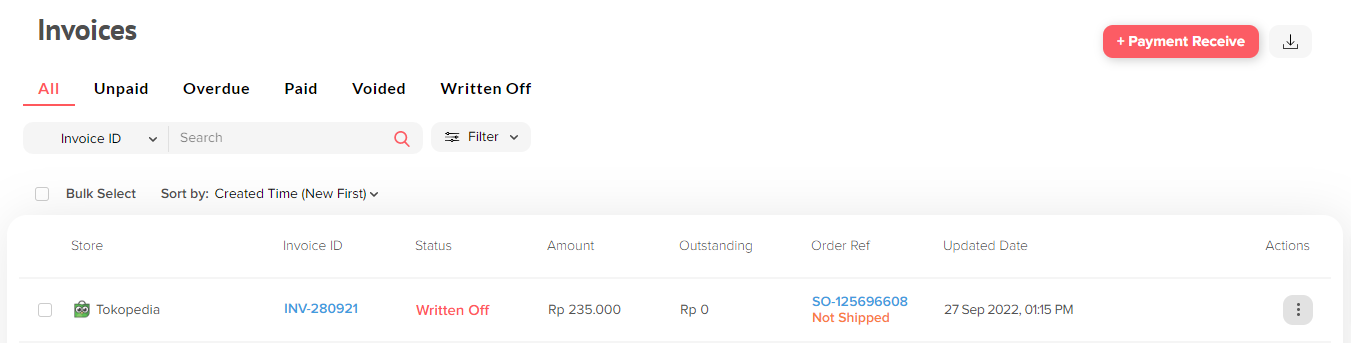 Invoices
+ Payment Receive
All Unpaid Overdue Paid Voided Written Off
Invoice ID Search Filter
Bulk Select Sort by: Created Time (New First)
Store Invoice ID Status Amount Outstanding Order Ref Updated Date Actions
Tokopedia INV-280921 Written Off Rp 235.000 Rp 0 SO-125696608 27 Sep 2022, 01:15 PM
Not Shipped